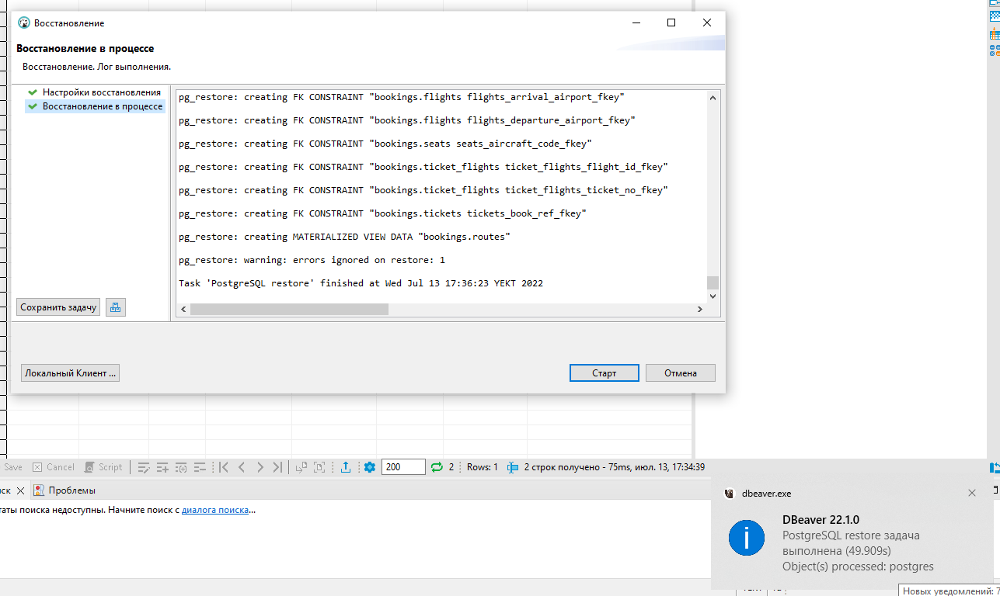 Восстановление
Восстановление в процессе
Восстановление. Лог выполнения.
Настройки восстановления
Восстановление в процессе
pg_restore: creating FK CONSTRAINT "bookings.flights flights_arrival_airport_fkey"
pg_restore: creating FK CONSTRAINT "bookings.flights flights_departure_airport_fkey"
pg_restore: creating FK CONSTRAINT "bookings.seats seats_aircraft_code_fkey"
pg_restore: creating FK CONSTRAINT "bookings.ticket_flights ticket_flights_flight_id_fkey"
pg_restore: creating FK CONSTRAINT "bookings.ticket_flights ticket_flights_ticket_no_fkey"
pg_restore: creating FK CONSTRAINT "bookings.tickets tickets_book_ref_fkey"
pg_restore: creating MATERIALIZED VIEW DATA "bookings.routes"
pg_restore: warning: errors ignored on restore: 1
Task 'PostgreSQL restore' finished at Wed Jul 13 17:36:23 YEKT 2022
Сохранить задачу
Локальный Клиент ...
Старт
Отмена
Save Cancel Script 200 2 Rows: 1 2 строк получено - 75ms, июл. 13, 17:34:39
ск Проблемы
таты поиска недоступны. Начните поиск с диалога поиска...
dbeaver.exe
DBeaver 22.1.0
PostgreSQL restore задача
выполнена (49.909s)
Object(s) processed: postgres
Новых уведомлений: 7